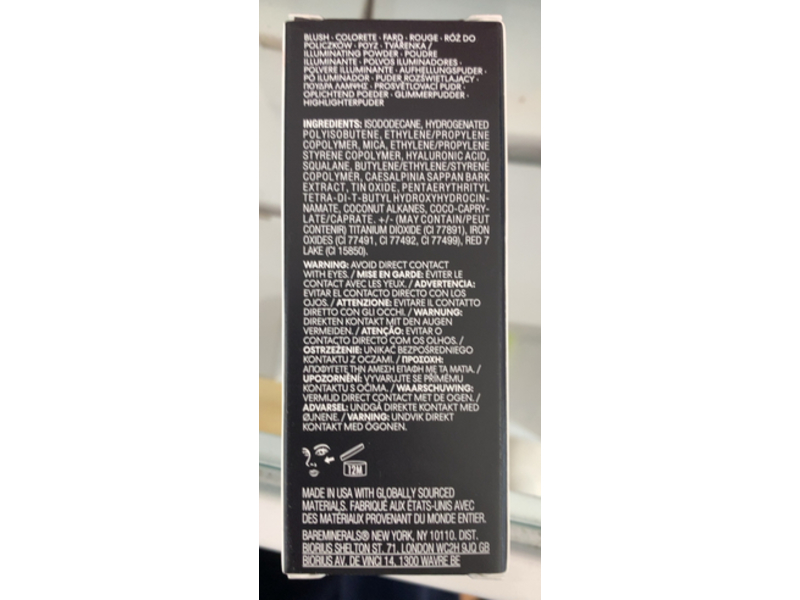 BLUSH · COLORETE · FARD · ROUGE · RÓŻ DO
POLICZKÓW · ΡΟΥΖ · TVÁŘENKA /
ILLUMINATING POWDER · POUDRE
ILLUMINANTE · POLVOS ILUMINADORES ·
POLVERE ILLUMINANTE · AUFHELLUNGSPUDER ·
PÓ ILUMINADOR · PUDER ROZŚWIETLAJĄCY ·
ΠΟΥΔΡΑ ΛΑΜΨΗΣ · PROSVĚTLOVACÍ PUDR ·
OPLICHTEND POEDER · GLIMMERPUDDER ·
HIGHLIGHTERPUDER
INGREDIENTS: ISODODECANE, HYDROGENATED
POLYISOBUTENE, ETHYLENE/PROPYLENE
COPOLYMER, MICA, ETHYLENE/PROPYLENE
STYRENE COPOLYMER, HYALURONIC ACID,
SQUALANE, BUTYLENE/ETHYLENE/STYRENE
COPOLYMER, CAESALPINIA SAPPAN BARK
EXTRACT, TIN OXIDE, PENTAERYTHRITYL
TETRA-DI-T-BUTYL HYDROXYHYDROCIN-
NAMATE, COCONUT ALKANES, COCO-CAPRY-
LATE/CAPRATE. +/- (MAY CONTAIN/PEUT
CONTENIR) TITANIUM DIOXIDE (CI 77891), IRON
OXIDES (CI 77491, CI 77492, CI 77499), RED 7
LAKE (CI 15850).
WARNING: AVOID DIRECT CONTACT
WITH EYES. / MISE EN GARDE: ÉVITER LE
CONTACT AVEC LES YEUX. / ADVERTENCIA:
EVITAR EL CONTACTO DIRECTO CON LOS
OJOS. / ATTENZIONE: EVITARE IL CONTATTO
DIRETTO CON GLI OCCHI. / WARNUNG:
DIREKTEN KONTAKT MIT DEN AUGEN
VERMEIDEN. / ATENÇÃO: EVITAR O
CONTACTO DIRECTO COM OS OLHOS. /
OSTRZEŻENIE: UNIKAĆ BEZPOŚREDNIEGO
KONTAKTU Z OCZAMI. / ΠΡΟΣΟΧΗ:
ΑΠΟΦΥΓΕΤΕ ΤΗΝ ΑΜΕΣΗ ΕΠΑΦΗ ΜΕ ΤΑ ΜΑΤΙΑ. /
UPOZORNĚNÍ: VYVARUJTE SE PŘÍMÉMU
KONTAKTU S OČIMA. / WAARSCHUWING:
VERMIJD DIRECT CONTACT MET DE OGEN. /
ADVARSEL: UNDGÅ DIREKTE KONTAKT MED
ØJNENE. / VARNING: UNDVIK DIREKT
KONTAKT MED ÖGONEN.
12M
MADE IN USA WITH GLOBALLY SOURCED
MATERIALS. FABRIQUÉ AUX ÉTATS-UNIS AVEC
DES MATÉRIAUX PROVENANT DU MONDE ENTIER.
BAREMINERALS® NEW YORK, NY 10110. DIST.
BIORIUS SHELTON ST. 71, LONDON WC2H 9JQ GB
BIORIUS AV. DE VINCI 14, 1300 WAVRE BE